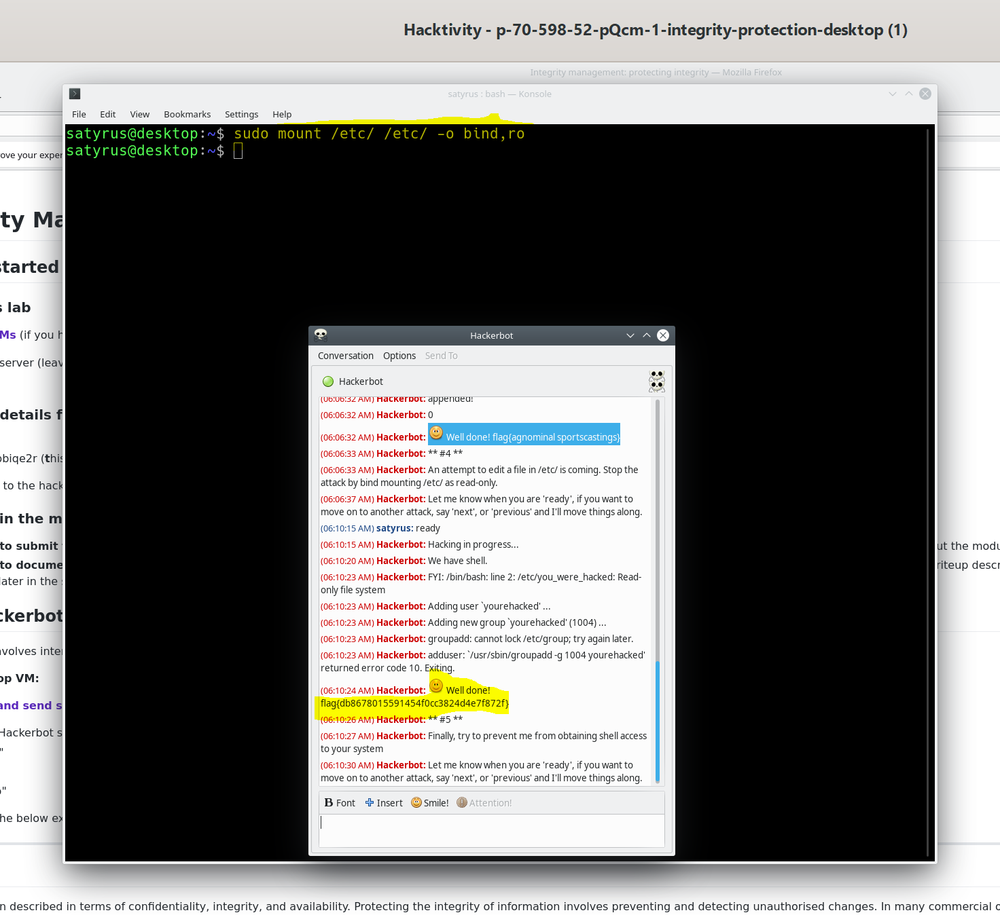 Hacktivity - p-70-598-52-pQcm-1-integrity-protection-desktop (1)
Integrity management: protecting integrity — Mozilla Firefox
satyrus : bash — Konsole
File Edit View Bookmarks Settings Help
satyrus@desktop:~$ sudo mount /etc/ /etc/ -o bind,ro
satyrus@desktop:~$
ove your exper
ty Ma
started
s lab
Ms (if you h
server (leav
details f
obiqe2r (this
to the hack
in the m
to submit
ut the modu
to docume
riteup descr
later in the s
ckerbot
nvolves inter
op VM:
and send s
Hackerbot s
"
o"
he below ex
Hackerbot
Conversation Options Send To
Hackerbot
(06:06:32 AM) Hackerbot: appended!
(06:06:32 AM) Hackerbot: 0
(06:06:32 AM) Hackerbot: Well done! flag{agnominal sportscastings}
(06:06:33 AM) Hackerbot: ** #4 **
(06:06:33 AM) Hackerbot: An attempt to edit a file in /etc/ is coming. Stop the
attack by bind mounting /etc/ as read-only.
(06:06:37 AM) Hackerbot: Let me know when you are 'ready', if you want to
move on to another attack, say 'next', or 'previous' and I'll move things along.
(06:10:15 AM) satyrus: ready
(06:10:15 AM) Hackerbot: Hacking in progress...
(06:10:20 AM) Hackerbot: We have shell.
(06:10:23 AM) Hackerbot: FYI: /bin/bash: line 2: /etc/you_were_hacked: Read-
only file system
(06:10:23 AM) Hackerbot: Adding user `yourehacked' ...
(06:10:23 AM) Hackerbot: Adding new group `yourehacked' (1004) ...
(06:10:23 AM) Hackerbot: groupadd: cannot lock /etc/group; try again later.
(06:10:23 AM) Hackerbot: adduser: `/usr/sbin/groupadd -g 1004 yourehacked'
returned error code 10. Exiting.
(06:10:24 AM) Hackerbot: Well done!
flag{db8678015591454f0cc3824d4e7f872f}
(06:10:26 AM) Hackerbot: ** #5 **
(06:10:27 AM) Hackerbot: Finally, try to prevent me from obtaining shell access
to your system
(06:10:30 AM) Hackerbot: Let me know when you are 'ready', if you want to
move on to another attack, say 'next', or 'previous' and I'll move things along.
B Font Insert Smile! Attention!
n described in terms of confidentiality, integrity, and availability. Protecting the integrity of information involves preventing and detecting unauthorised changes. In many commercial o